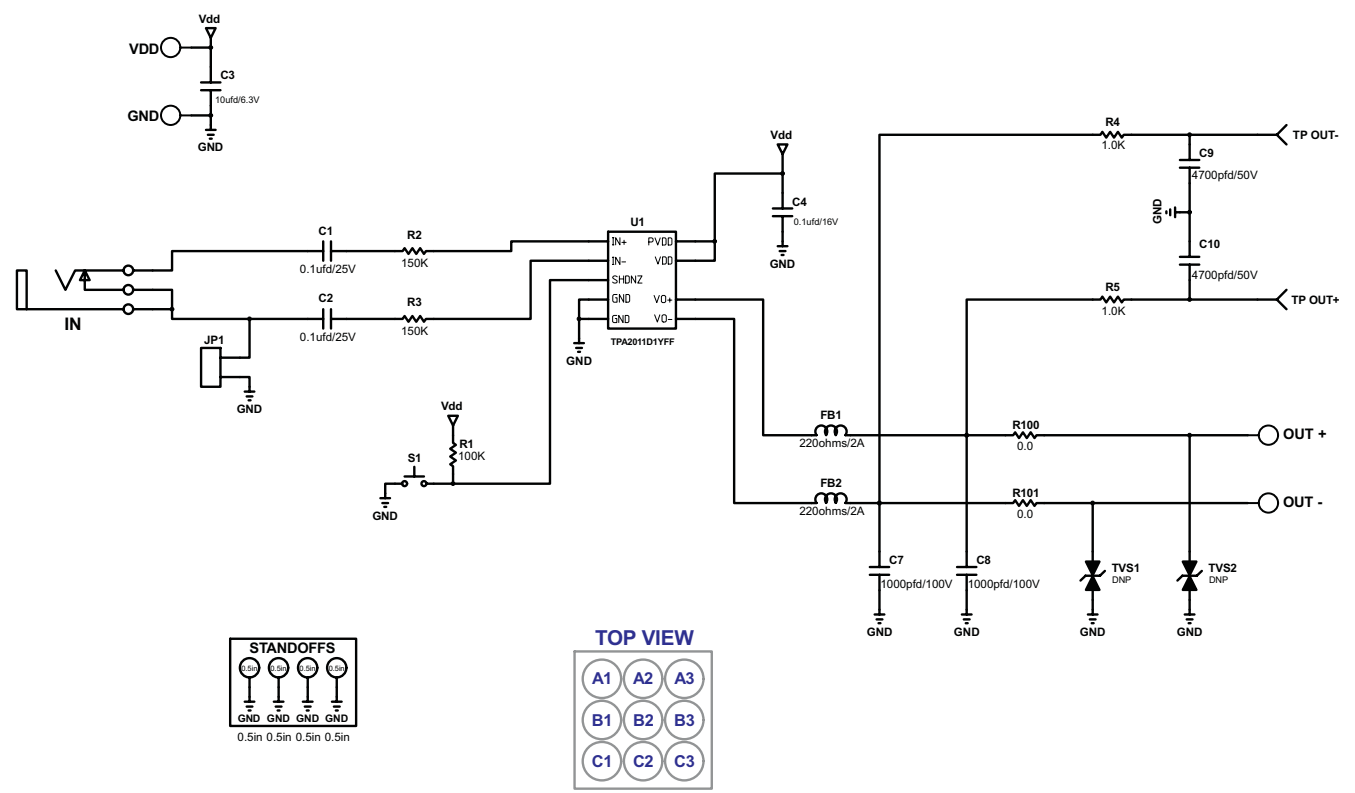 Vdd
VDD
C3
10ufd/6.3V
GND
GND
R4
1.0K
TP OUT-
C9
4700pfd/50V
GND
C10
4700pfd/50V
R5
1.0K
TP OUT+
Vdd
C4
0.1ufd/16V
GND
U1
IN+
PVDD
IN-
VDD
SHDNZ
GND
VO+
GND
VO-
TPA2011D1YFF
GND
C1
0.1ufd/25V
R2
150K
C2
0.1ufd/25V
R3
150K
IN
JP1
GND
Vdd
R1
100K
S1
GND
FB1
220ohms/2A
R100
0.0
OUT +
FB2
220ohms/2A
R101
0.0
OUT -
C7
1000pfd/100V
GND
C8
1000pfd/100V
GND
TVS1
DNP
GND
TVS2
DNP
GND
STANDOFFS
0.5in 0.5in 0.5in 0.5in
GND GND GND GND
0.5in 0.5in 0.5in 0.5in
TOP VIEW
A1 A2 A3
B1 B2 B3
C1 C2 C3